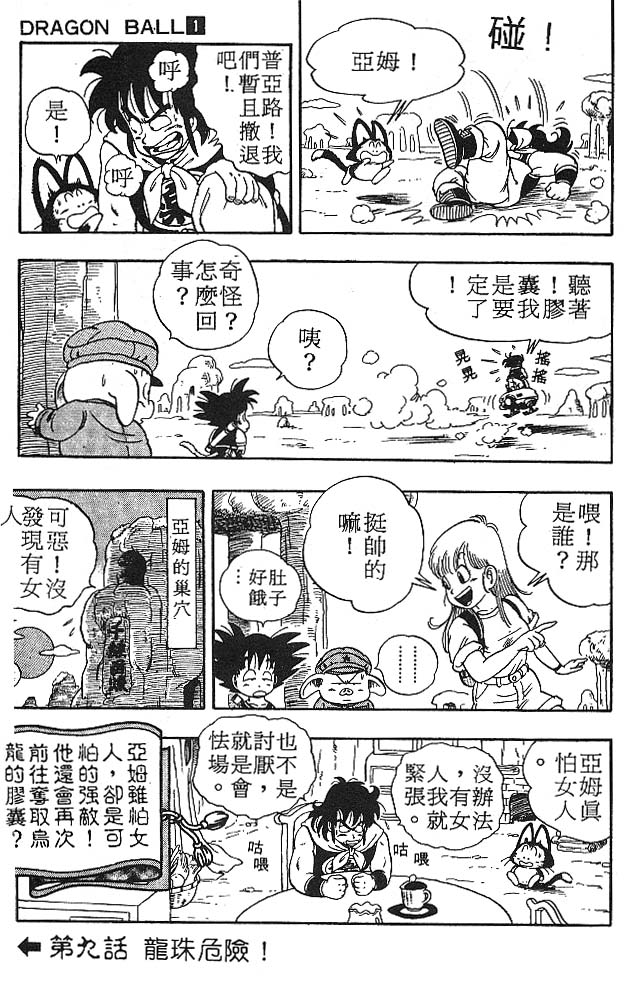 DRAGON BALL 1
碰！
亞姆！
普亞路！我
們暫且撤退
吧！
呼
呼
是！
聽著
！膠
囊我
是要
定了
！
搖搖
晃晃
咦？
奇怪？
怎麼回
事？
喂！那
是誰？
挺帥的
嘛！
……
肚子
好餓
…
亞姆的巢穴
可惡！沒
發現有女
人
亞姆眞
怕女人
。
沒辦法
，有女
人我就
緊張。
也不是
討厭，
就是會
怯場。
咕喂
咕喂
亞姆雖怕女
人，卻是可
怕的强敵！
他還會再次
前往奪取烏
龍的膠囊？
← 第九話 龍珠危險！